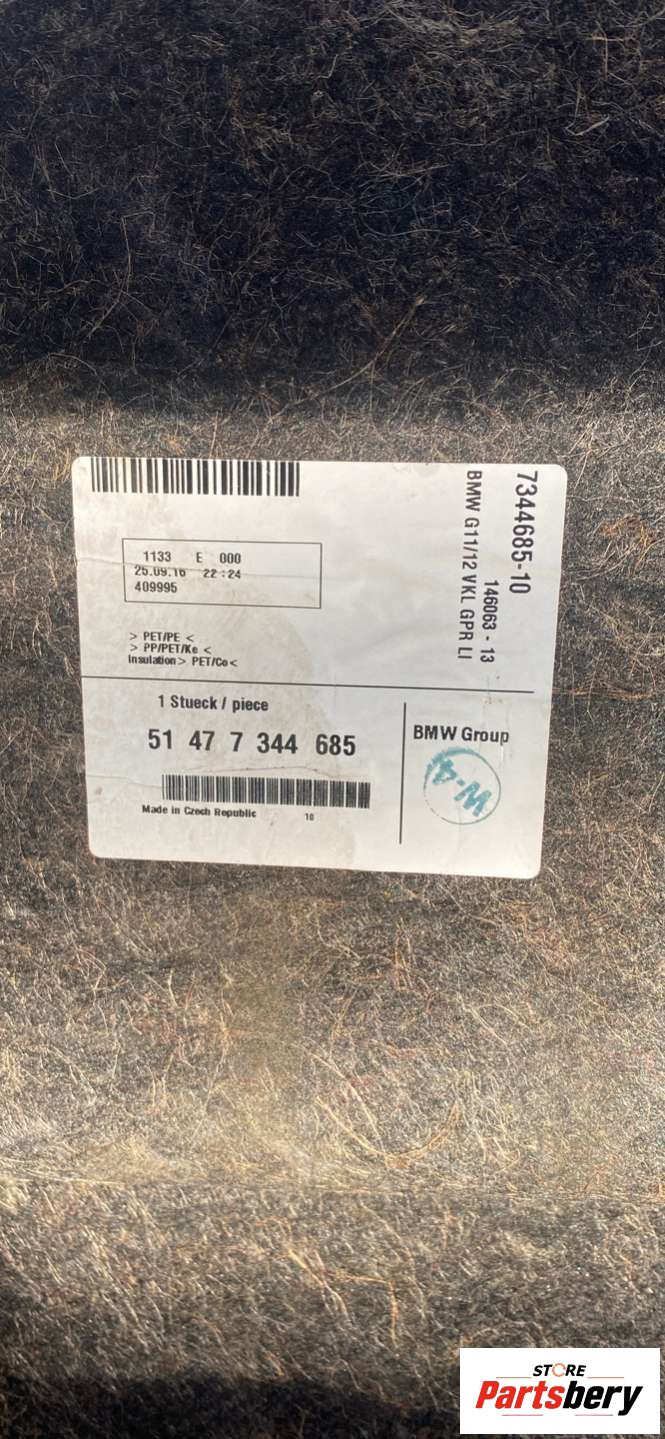 1133 E 000
25.09.16 22:24
409995
> PET/PE <
> PP/PET/Ke <
Insulation > PET/Co <
7344685-10
146063 - 13
BMW G11/12 VKL GPR LI
1 Stueck / piece
51 47 7 344 685
Made in Czech Republic 10
BMW Group
W-4
STORE
Partsbery